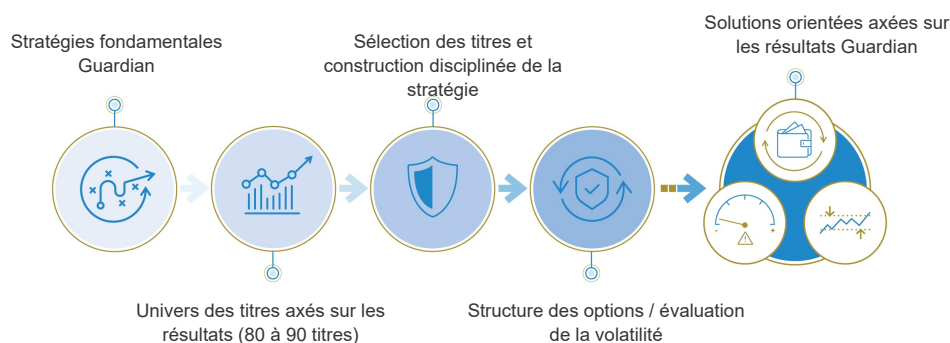 Stratégies fondamentales
Guardian
Univers des titres axés sur les
résultats (80 à 90 titres)
Sélection des titres et
construction disciplinée de la
stratégie
Structure des options / évaluation
de la volatilité
Solutions orientées axées sur
les résultats Guardian
- +